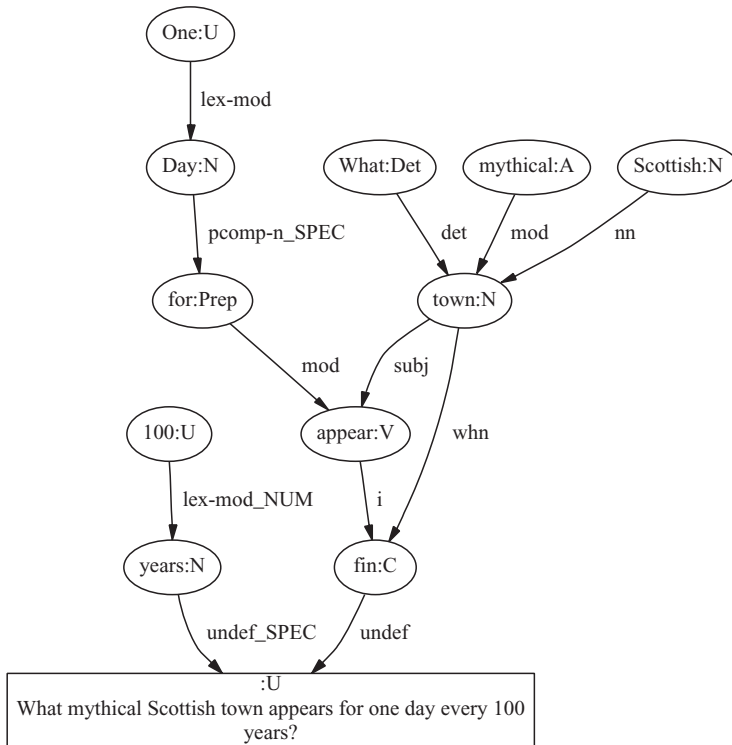 One:U
lex-mod
Day:N
What:Det
mythical:A
Scottish:N
pcomp-n_SPEC
det
mod
nn
for:Prep
town:N
mod
subj
100:U
appear:V
whn
lex-mod_NUM
i
years:N
fin:C
undef_SPEC
undef
:U
What mythical Scottish town appears for one day every 100
years?